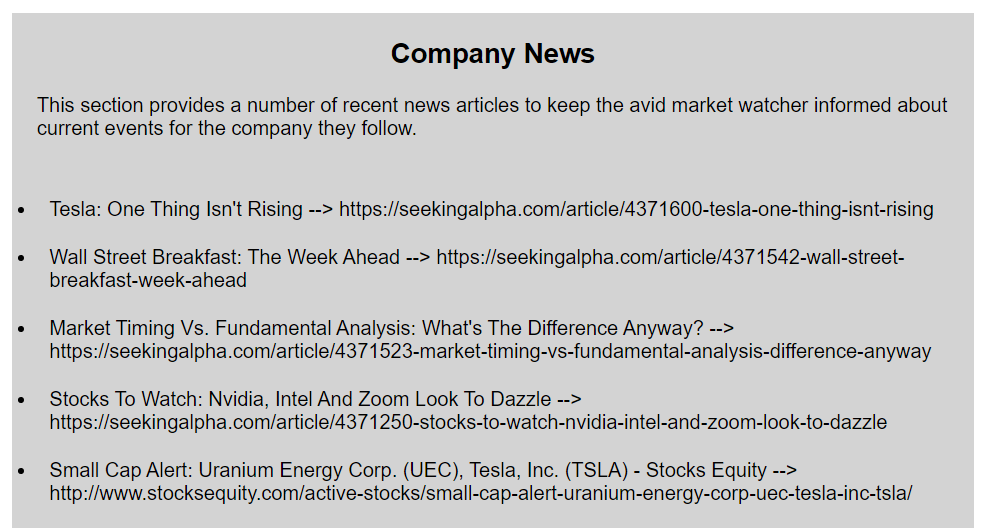 Company News
This section provides a number of recent news articles to keep the avid market watcher informed about
current events for the company they follow.
• Tesla: One Thing Isn't Rising --> https://seekingalpha.com/article/4371600-tesla-one-thing-isnt-rising
• Wall Street Breakfast: The Week Ahead --> https://seekingalpha.com/article/4371542-wall-street-
breakfast-week-ahead
• Market Timing Vs. Fundamental Analysis: What's The Difference Anyway? -->
https://seekingalpha.com/article/4371523-market-timing-vs-fundamental-analysis-difference-anyway
• Stocks To Watch: Nvidia, Intel And Zoom Look To Dazzle -->
https://seekingalpha.com/article/4371250-stocks-to-watch-nvidia-intel-and-zoom-look-to-dazzle
• Small Cap Alert: Uranium Energy Corp. (UEC), Tesla, Inc. (TSLA) - Stocks Equity -->
http://www.stocksequity.com/active-stocks/small-cap-alert-uranium-energy-corp-uec-tesla-inc-tsla/